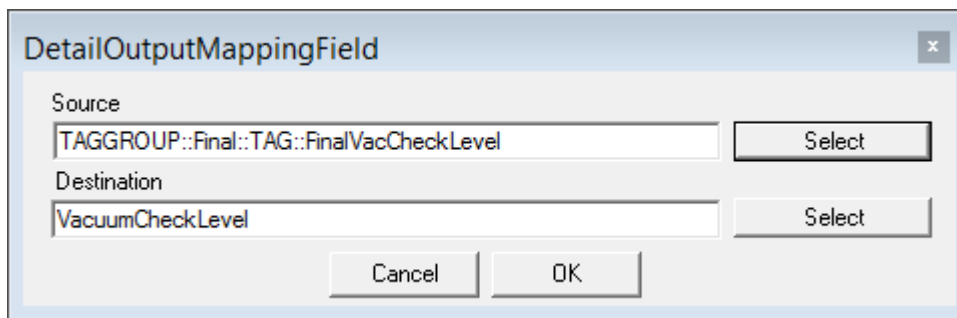 DetailOutputMappingField
x
Source
TAGGROUP::Final::TAG::FinalVacCheckLevel Select
Destination
VacuumCheckLevel Select
Cancel OK